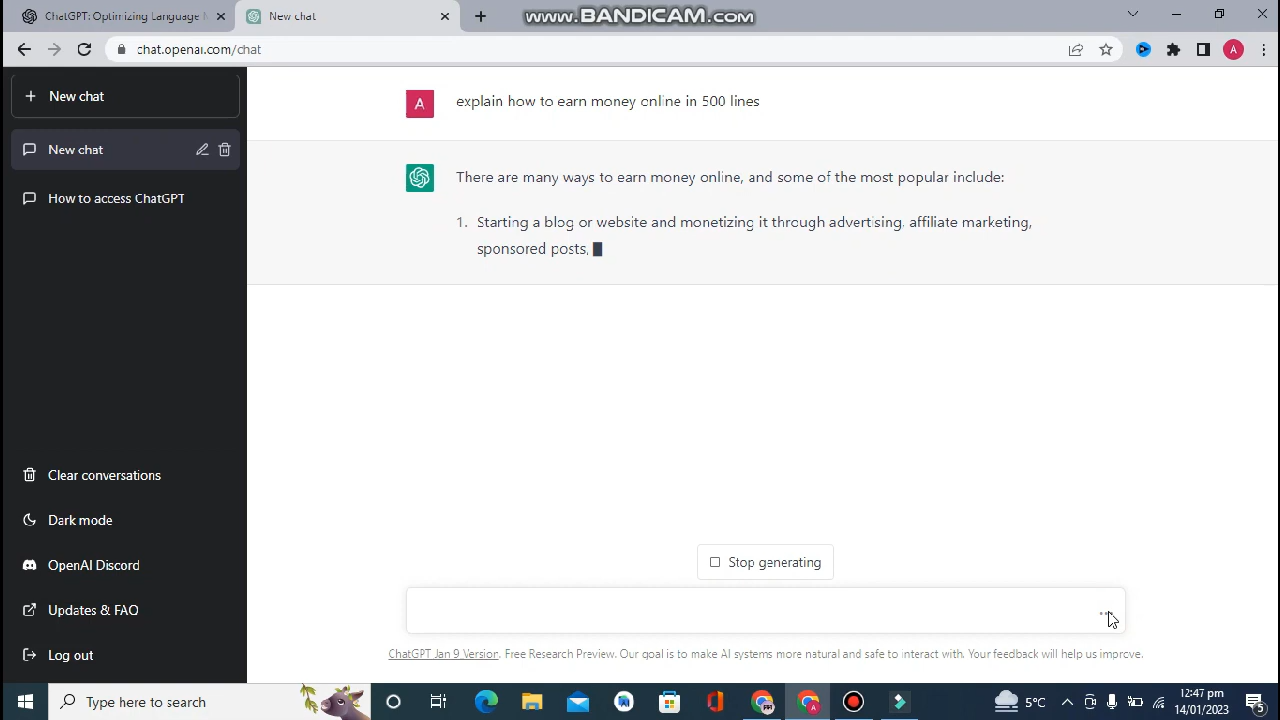 ChatGPT: Optimizing Language M
New chat
www.BANDICAM.com
chat.openai.com/chat
A
New chat
New chat
How to access ChatGPT
A
explain how to earn money online in 500 lines
There are many ways to earn money online, and some of the most popular include:
1. Starting a blog or website and monetizing it through advertising, affiliate marketing,
sponsored posts,
Clear conversations
Dark mode
OpenAI Discord
Updates & FAQ
Log out
Stop generating
ChatGPT Jan 9 Version. Free Research Preview. Our goal is to make AI systems more natural and safe to interact with. Your feedback will help us improve.
Type here to search
5°C
12:47 pm
14/01/2023
5